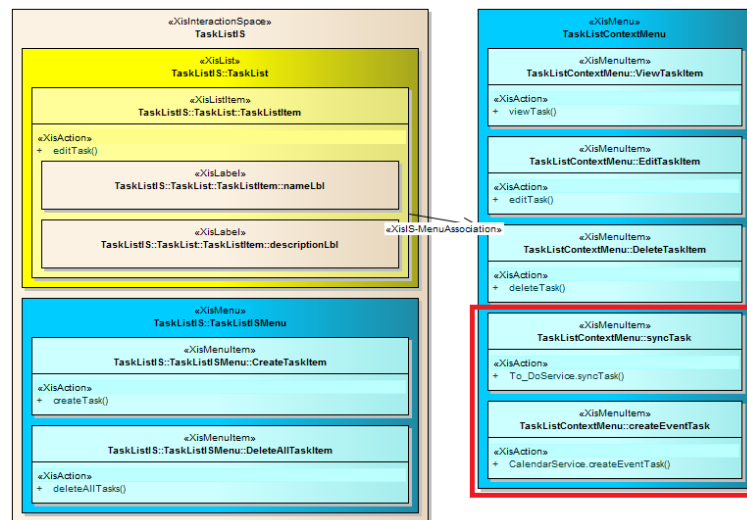 «XisInteractionSpace»
TaskListIS
«XisList»
TaskListIS::TaskList
«XisListItem»
TaskListIS::TaskList::TaskListItem
«XisAction»
+ editTask()
«XisLabel»
TaskListIS::TaskList::TaskListItem::nameLbl
«XisLabel»
TaskListIS::TaskList::TaskListItem::descriptionLbl
«XisMenu»
TaskListIS::TaskListISMenu
«XisMenuItem»
TaskListIS::TaskListISMenu::CreateTaskItem
«XisAction»
+ createTask()
«XisMenuItem»
TaskListIS::TaskListISMenu::DeleteAllTaskItem
«XisAction»
+ deleteAllTasks()
«XisIS-MenuAssociation»
«XisMenu»
TaskListContextMenu
«XisMenuItem»
TaskListContextMenu::ViewTaskItem
«XisAction»
+ viewTask()
«XisMenuItem»
TaskListContextMenu::EditTaskItem
«XisAction»
+ editTask()
«XisMenuItem»
TaskListContextMenu::DeleteTaskItem
«XisAction»
+ deleteTask()
«XisMenuItem»
TaskListContextMenu::syncTask
«XisAction»
+ To_DoService.syncTask()
«XisMenuItem»
TaskListContextMenu::createEventTask
«XisAction»
+ CalendarService.createEventTask()